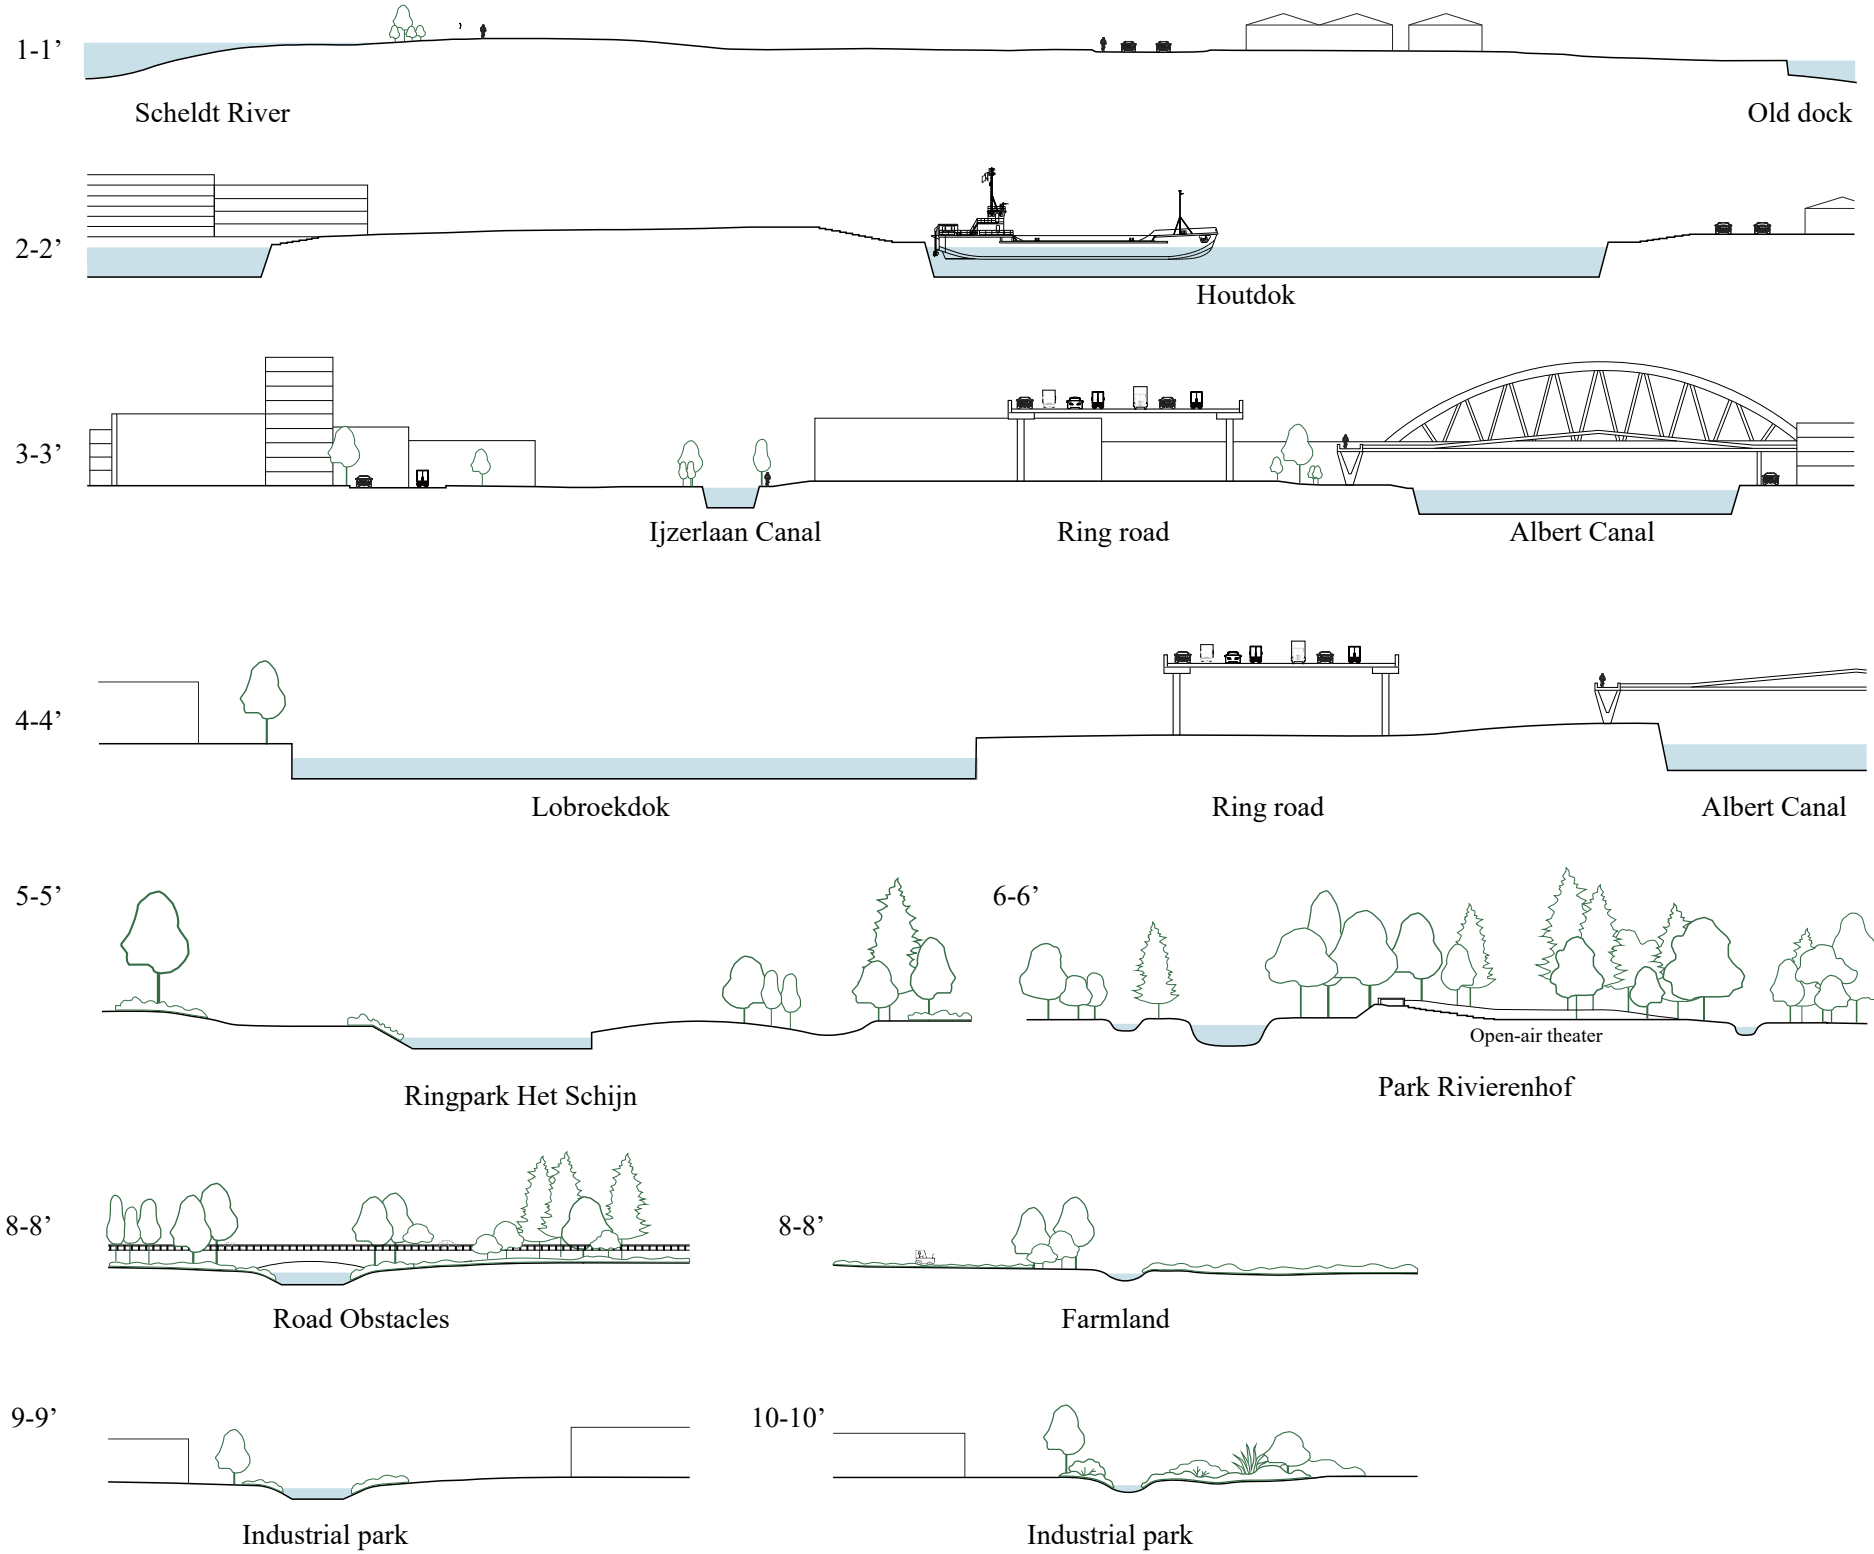 1-1’
Scheldt River
Old dock
2-2’
Houtdok
3-3’
Ijzerlaan Canal
Ring road
Albert Canal
4-4’
Lobroekdok
Ring road
Albert Canal
5-5’
6-6’
Open-air theater
Ringpark Het Schijn
Park Rivierenhof
8-8’
8-8’
Road Obstacles
Farmland
9-9’
10-10’
Industrial park
Industrial park